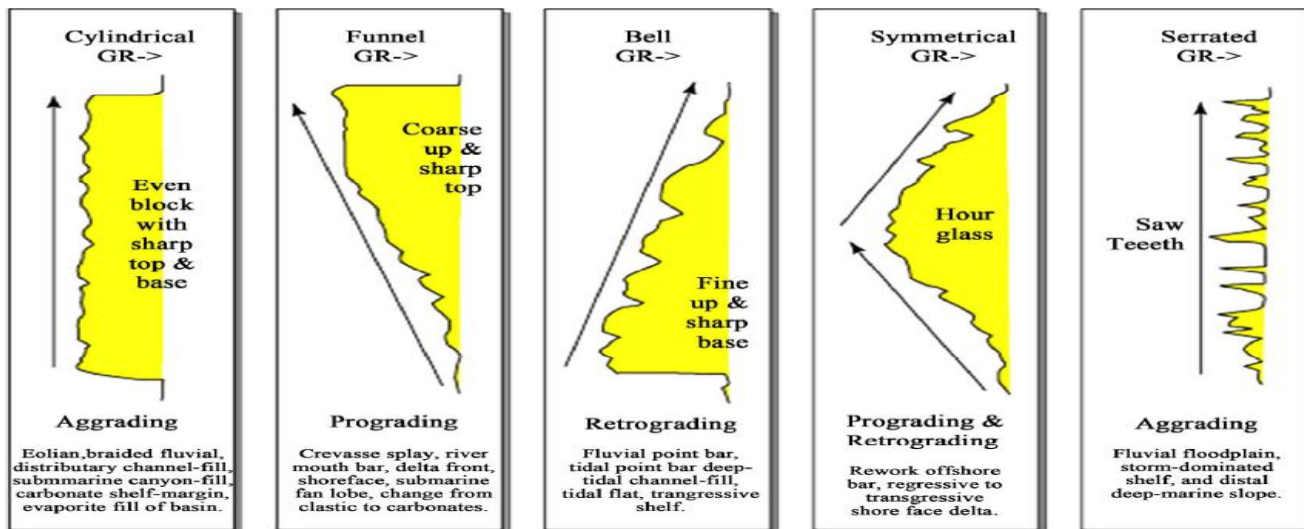 Cylindrical
GR->
Even
block
with
sharp
top &
base
Aggrading
Eolian,braided fluvial,
distributary channel-fill,
submmarine canyon-fill,
carbonate shelf-margin,
evaporite fill of basin.
Funnel
GR->
Coarse
up &
sharp
top
Prograding
Crevasse splay, river
mouth bar, delta front,
shoreface, submarine
fan lobe, change from
clastic to carbonates.
Bell
GR->
Fine
up &
sharp
base
Retrograding
Fluvial point bar,
tidal point bar deep-
tidal channel-fill,
tidal flat, trangressive
shelf.
Symmetrical
GR->
Hour
glass
Prograding &
Retrograding
Rework offshore
bar, regressive to
transgressive
shore face delta.
Serrated
GR->
Saw
Teeeth
Aggrading
Fluvial floodplain,
storm-dominated
shelf, and distal
deep-marine slope.